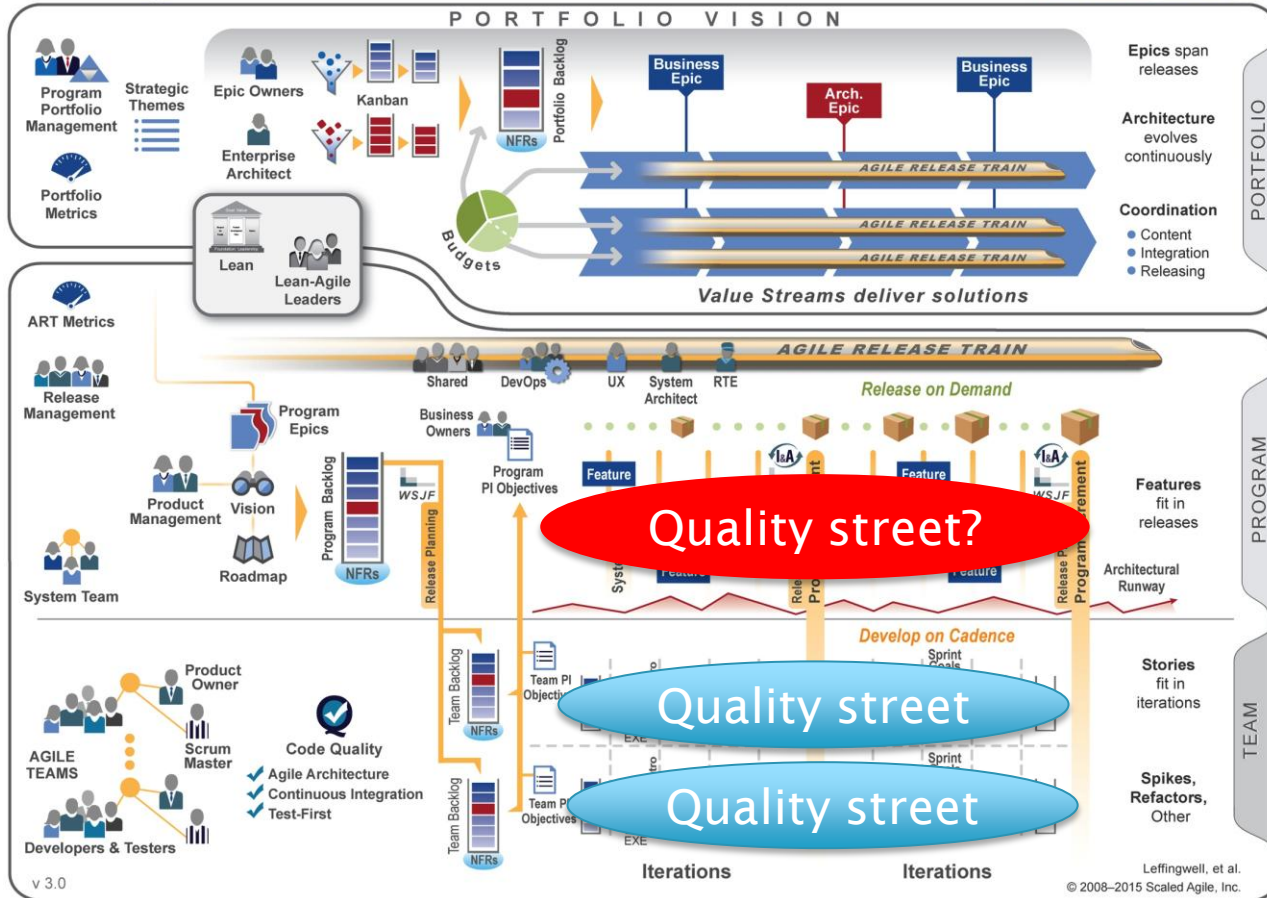 PORTFOLIO VISION
Program
Portfolio
Management
Strategic
Themes
Portfolio
Metrics
Epic Owners
Enterprise
Architect
Kanban
Portfolio Backlog
NFRs
Business
Epic
Arch.
Epic
Business
Epic
AGILE RELEASE TRAIN
AGILE RELEASE TRAIN
AGILE RELEASE TRAIN
Budgets
Value Streams deliver solutions
Epics span
releases
Architecture
evolves
continuously
Coordination
Content
Integration
Releasing
PORTFOLIO
Lean
Lean-Agile
Leaders
ART Metrics
Release
Management
Product
Management
System Team
Program
Epics
Vision
Roadmap
Program Backlog
NFRs
WSJF
Release Planning
AGILE RELEASE TRAIN
Shared
DevOps
UX
System
Architect
RTE
Release on Demand
Business
Owners
Program
PI Objectives
Feature
Feature
I&A
I&A
WSJF
Quality street?
Feature
Feature
Architectural
Runway
Features
fit in
releases
PROGRAM
Develop on Cadence
AGILE
TEAMS
Product
Owner
Scrum
Master
Developers & Testers
Code Quality
Agile Architecture
Continuous Integration
Test-First
Team Backlog
NFRs
Team PI
Objectives
Sprint
Goals
Quality street
EXE
Team Backlog
NFRs
Team PI
Objectives
Sprint
Quality street
EXE
Iterations
Iterations
Stories
fit in
iterations
Spikes,
Refactors,
Other
TEAM
v 3.0
Leffingwell, et al.
© 2008–2015 Scaled Agile, Inc.